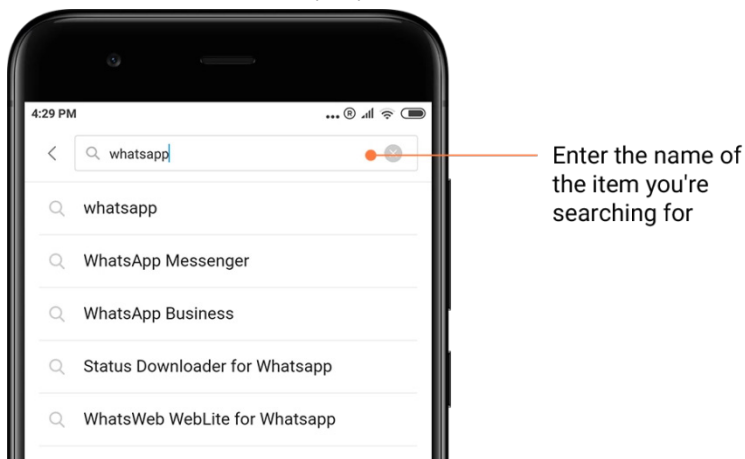 4:29 PM
whatsapp
Enter the name of
the item you're
searching for
whatsapp
WhatsApp Messenger
WhatsApp Business
Status Downloader for Whatsapp
WhatsWeb WebLite for Whatsapp